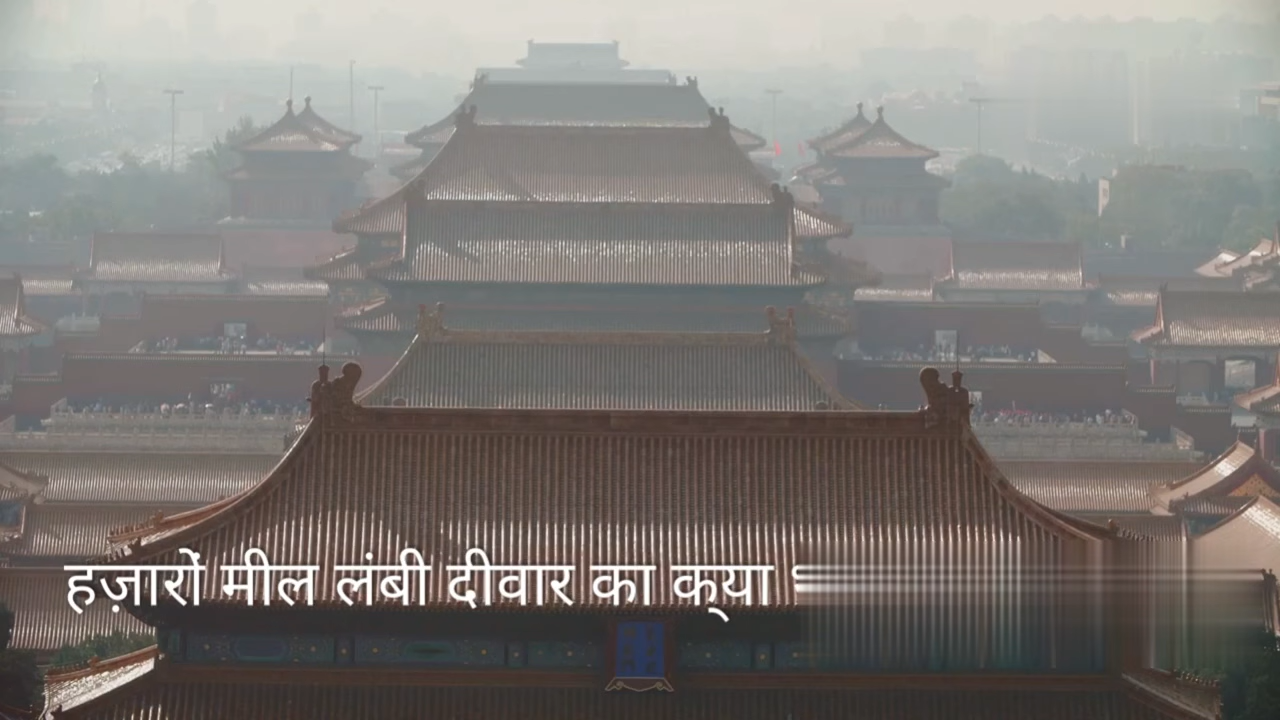 हज़ारों मील लंबी दीवार का क्या